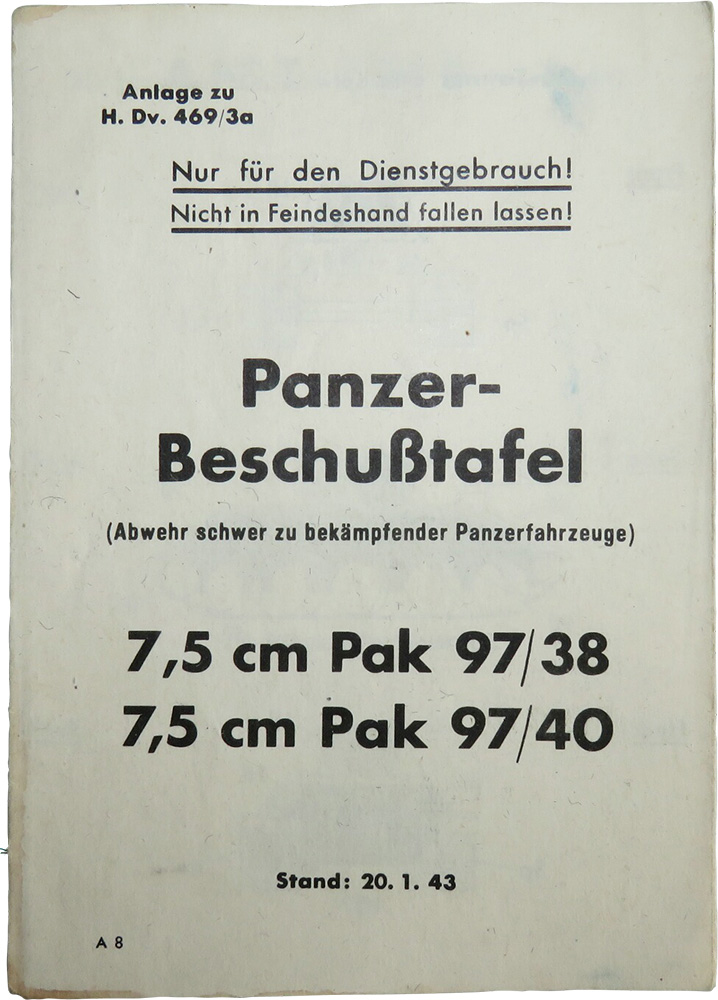 Anlage zu
H. Dv. 469/3a
Nur für den Dienstgebrauch!
Nicht in Feindeshand fallen lassen!
Panzer-
Beschußtafel
(Abwehr schwer zu bekämpfender Panzerfahrzeuge)
7,5 cm Pak 97/38
7,5 cm Pak 97/40
Stand: 20. 1. 43
A 8